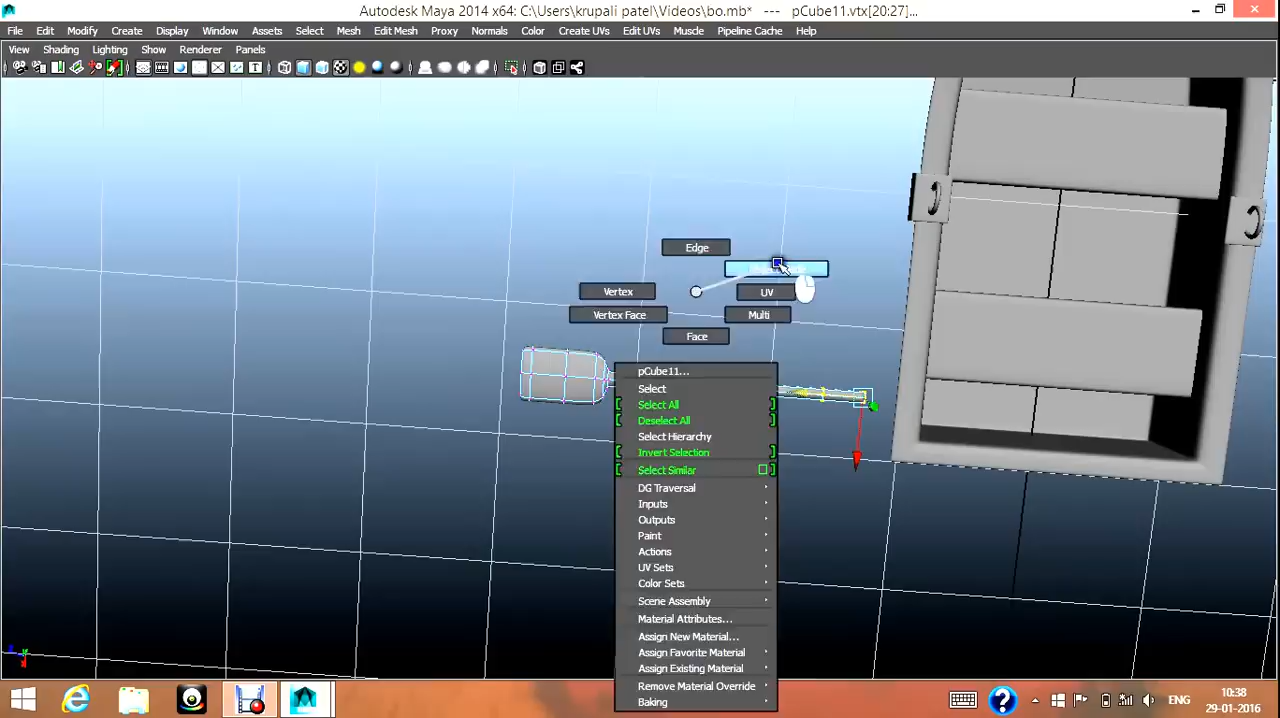 Autodesk Maya 2014 x64: C:\Users\krupali patel\Videos\bo.mb* --- pCube11.vtx[20:27]...
File Edit Modify Create Display Window Assets Select Mesh Edit Mesh Proxy Normals Color Create UVs Edit UVs Muscle Pipeline Cache Help
View Shading Lighting Show Renderer Panels
Edge
Vertex UV
Vertex Face Multi
Face
pCube11...
Select
Select All
Deselect All
Select Hierarchy
Invert Selection
Select Similar
DG Traversal
Inputs
Outputs
Paint
Actions
UV Sets
Color Sets
Scene Assembly
Material Attributes...
Assign New Material...
Assign Favorite Material
Assign Existing Material
Remove Material Override
Baking
ENG
10:38
29-01-2016